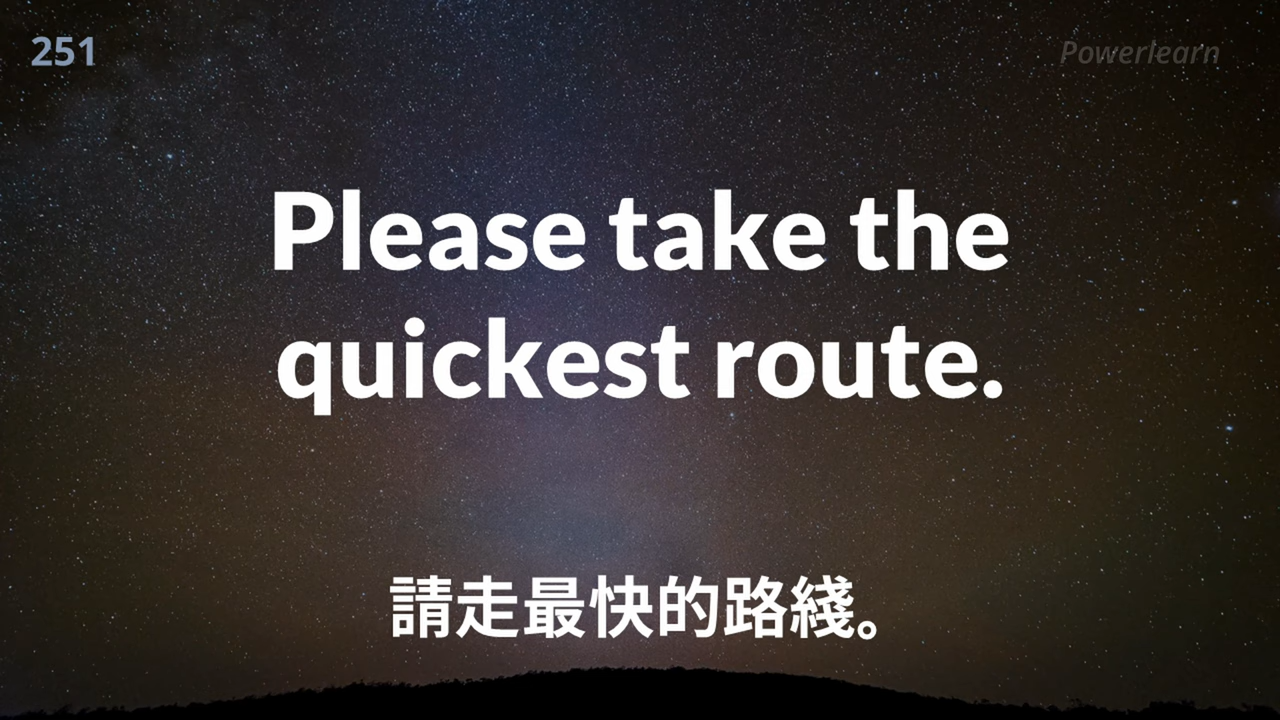 251
Powerlearn
Please take the
quickest route.
請走最快的路綫。